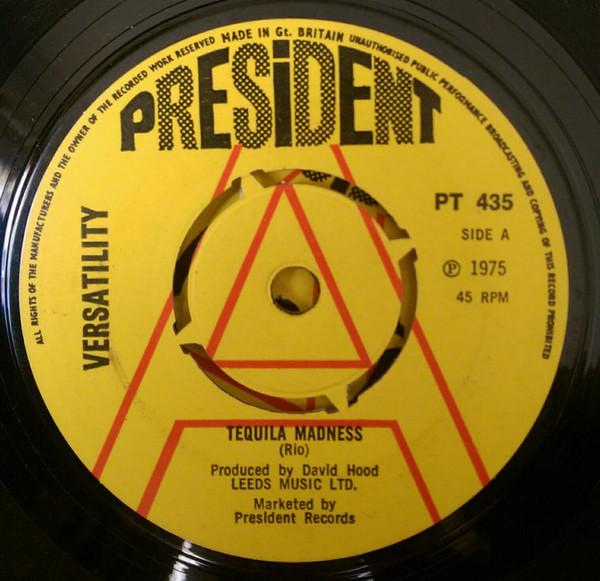 ALL RIGHTS OF THE MANUFACTURERS AND THE OWNER OF THE RECORDED WORK RESERVED MADE IN Gt. BRITAIN UNAUTHORISED PUBLIC PERFORMANCE BROADCASTING AND COPYING OF THIS RECORD PROHIBITED
PRESiDENT
VERSATILITY
PT 435
SIDE A
℗ 1975
45 RPM
A
TEQUILA MADNESS
(Rio)
Produced by David Hood
LEEDS MUSIC LTD.
Marketed by
President Records